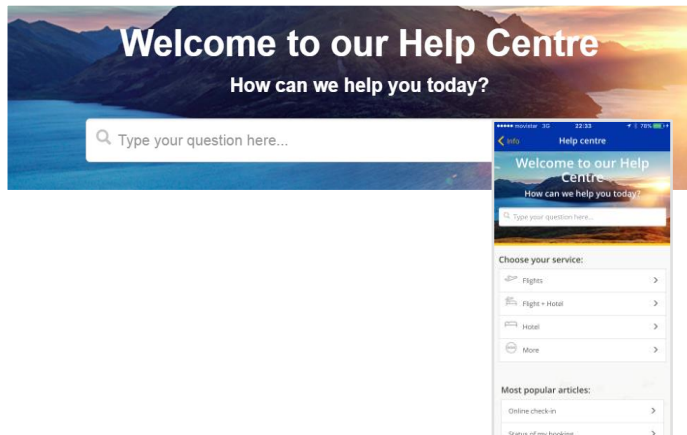 Welcome to our Help Centre
How can we help you today?
Type your question here...
movistar 3G 22:33 78%
Info Help centre
Welcome to our Help
Centre
How can we help you today?
Type your question here...
Choose your service:
Flights
Flight + Hotel
Hotel
More
Most popular articles:
Online check-in
Status of my booking